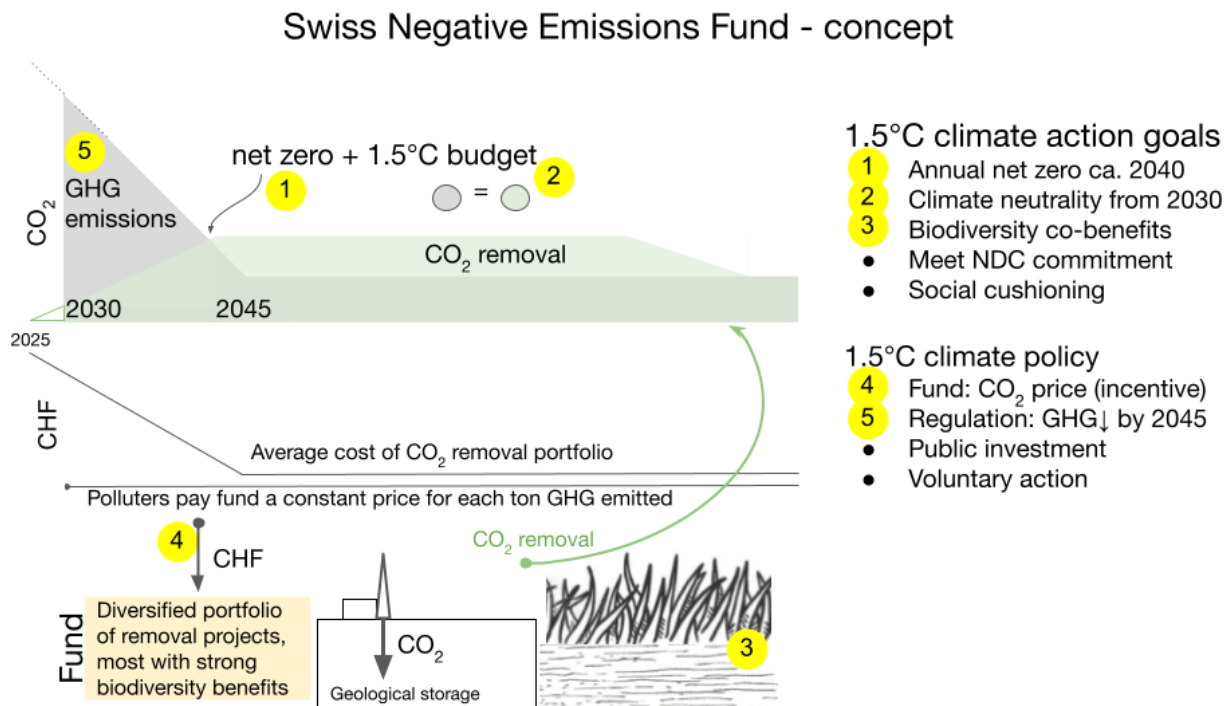 Swiss Negative Emissions Fund - concept
CO₂
5
GHG
emissions
net zero + 1.5°C budget
1
2
=
CO₂ removal
2030
2045
2025
CHF
Average cost of CO₂ removal portfolio
Polluters pay fund a constant price for each ton GHG emitted
4
CHF
Fund
Diversified portfolio
of removal projects,
most with strong
biodiversity benefits
CO₂
Geological storage
CO₂ removal
3
1.5°C climate action goals
1 Annual net zero ca. 2040
2 Climate neutrality from 2030
3 Biodiversity co-benefits
● Meet NDC commitment
● Social cushioning
1.5°C climate policy
4 Fund: CO₂ price (incentive)
5 Regulation: GHG↓ by 2045
● Public investment
● Voluntary action